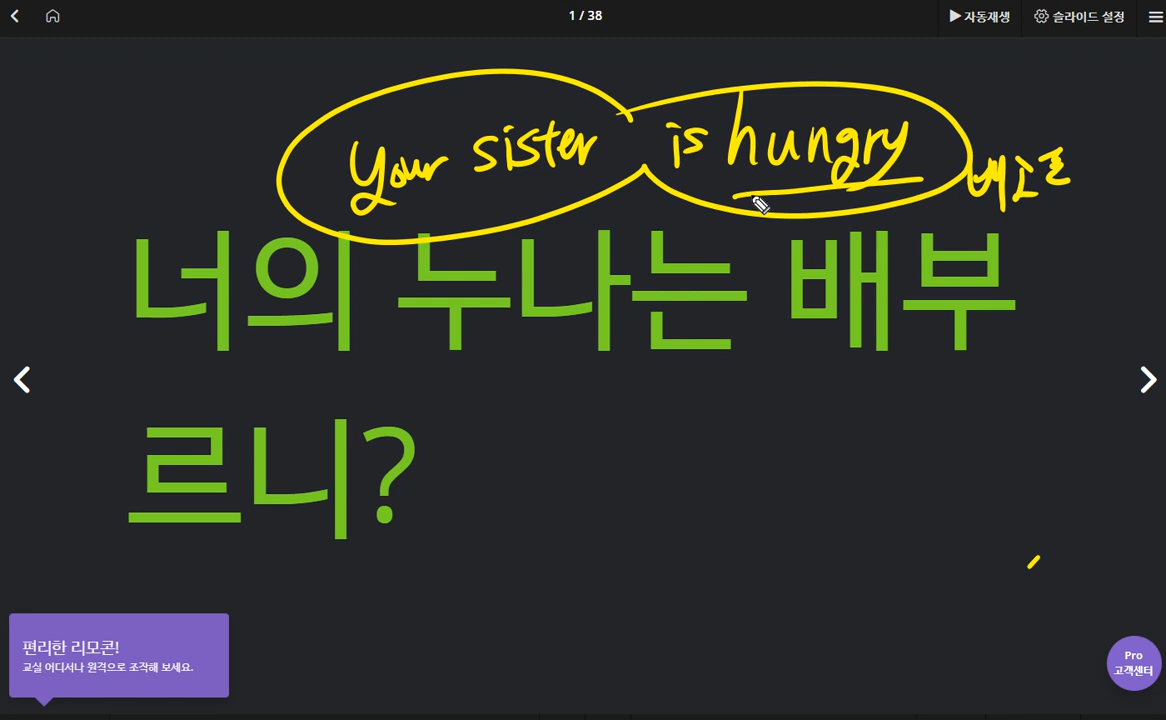 1 / 38
자동재생
슬라이드 설정
Your sister is hungry
너의 누나는 배부
르니?
편리한 리모콘!
교실 어디서나 원격으로 조작해 보세요.
Pro
고객센터